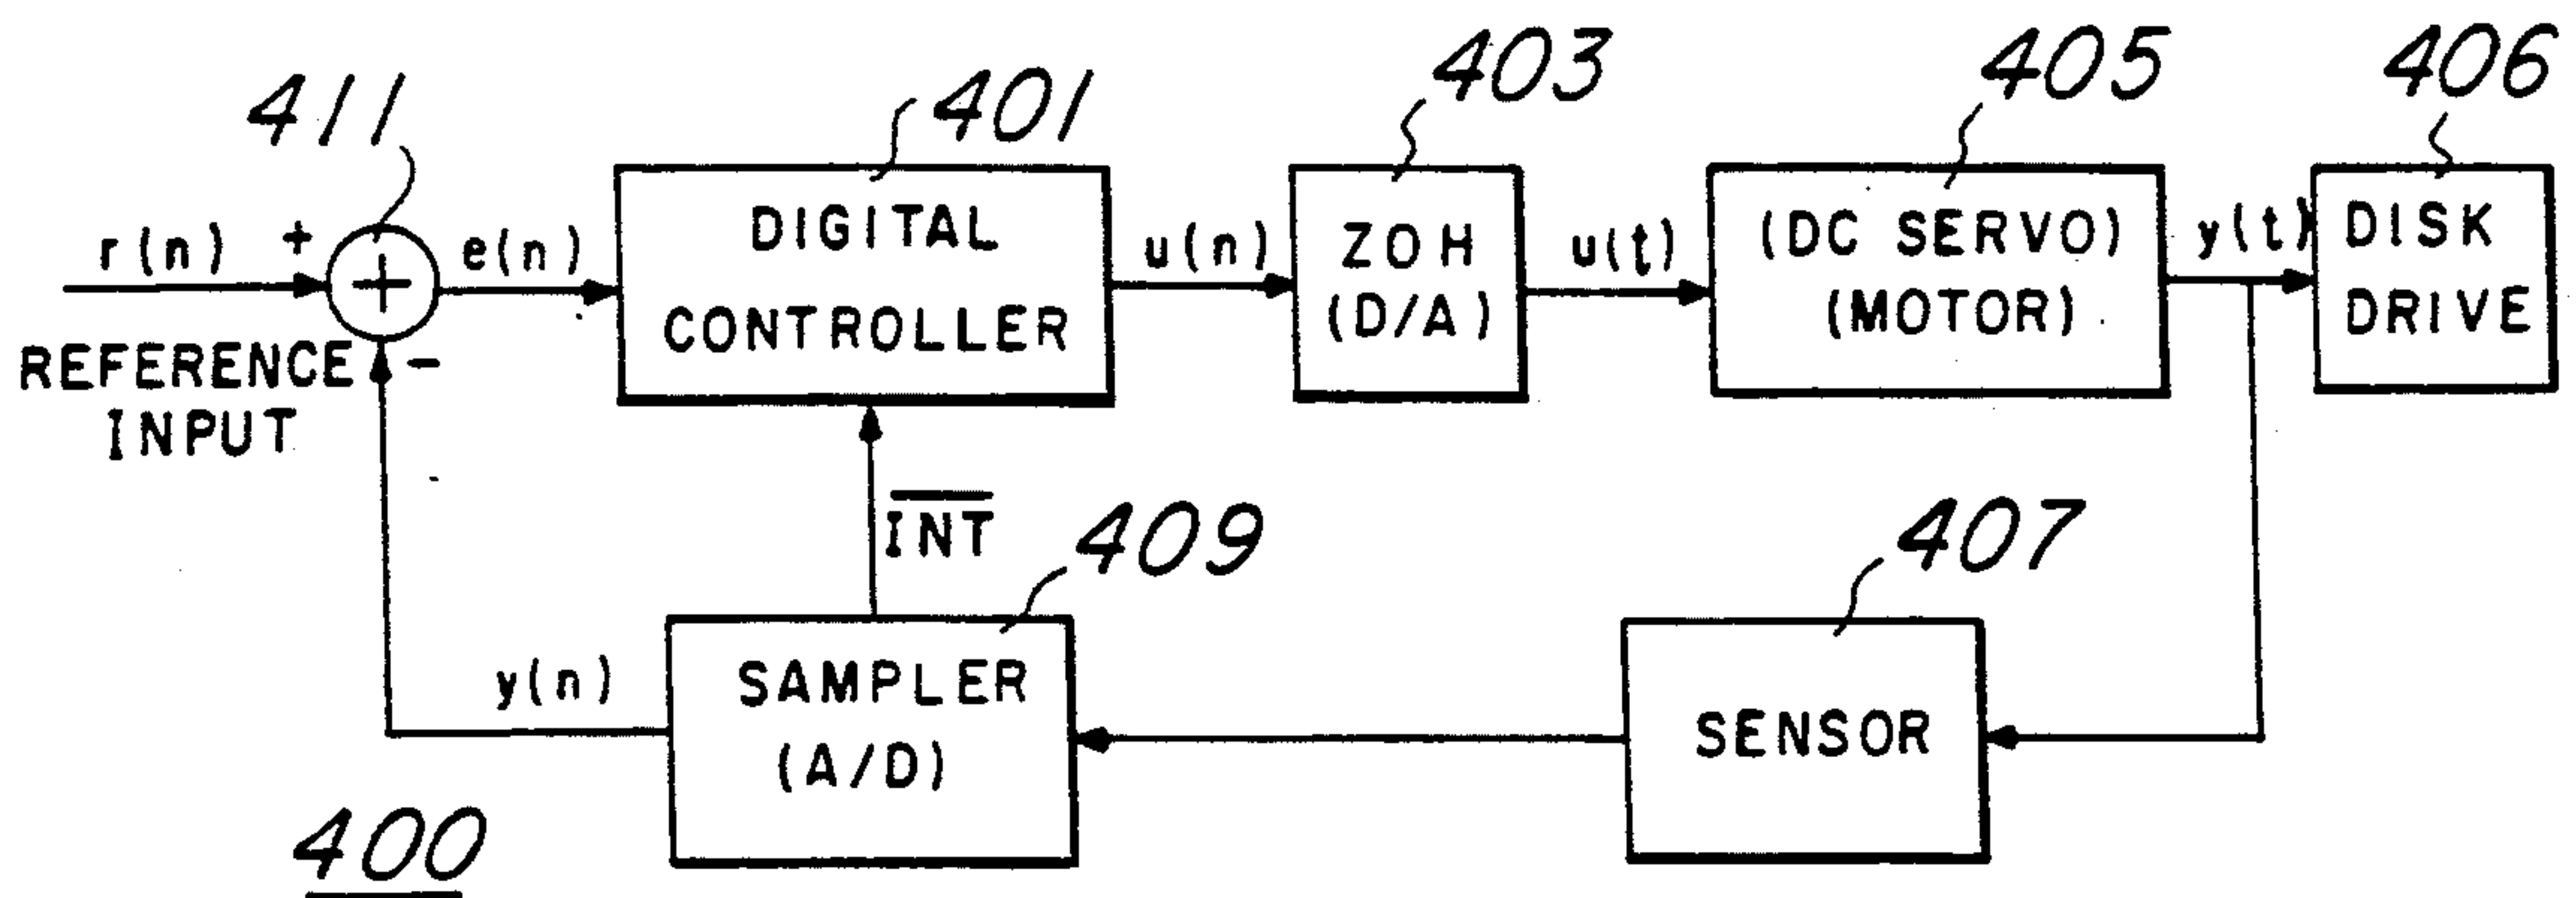 411
401
403
405
406
r(n)
+
+
e(n)
DIGITAL
CONTROLLER
u(n)
ZOH
(D/A)
u(t)
(DC SERVO)
(MOTOR)
y(t)
DISK
DRIVE
REFERENCE
INPUT
-
INT
409
407
y(n)
SAMPLER
(A/D)
SENSOR
400